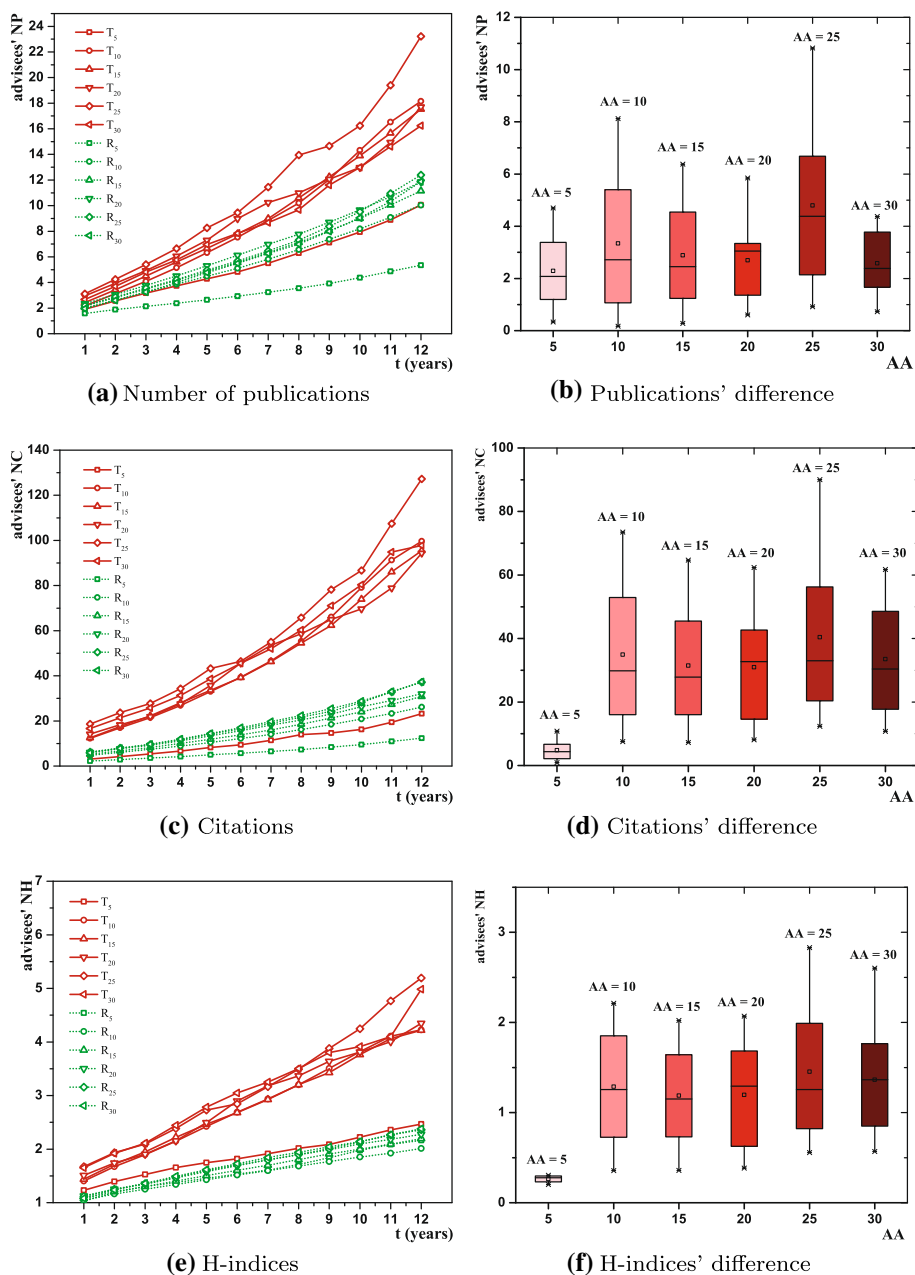 advisees' NP
24
22
20
18
16
14
12
10
8
6
4
2
0
T5
T10
T15
T20
T25
T30
R5
R10
R15
R20
R25
R30
1 2 3 4 5 6 7 8 9 10 11 12
t (years)
(a) Number of publications
advisees' NP
12
10
8
6
4
2
0
AA = 5
AA = 10
AA = 15
AA = 20
AA = 25
AA = 30
5 10 15 20 25 30
AA
(b) Publications' difference
advisees' NC
140
120
100
80
60
40
20
0
T5
T10
T15
T20
T25
T30
R5
R10
R15
R20
R25
R30
1 2 3 4 5 6 7 8 9 10 11 12
t (years)
(c) Citations
advisees' NC
100
80
60
40
20
0
AA = 5
AA = 10
AA = 15
AA = 20
AA = 25
AA = 30
5 10 15 20 25 30
AA
(d) Citations' difference
advisees' NH
7
6
5
4
3
2
1
T5
T10
T15
T20
T25
T30
R5
R10
R15
R20
R25
R30
1 2 3 4 5 6 7 8 9 10 11 12
t (years)
(e) H-indices
advisees' NH
3
2
1
0
AA = 5
AA = 10
AA = 15
AA = 20
AA = 25
AA = 30
5 10 15 20 25 30
AA
(f) H-indices' difference